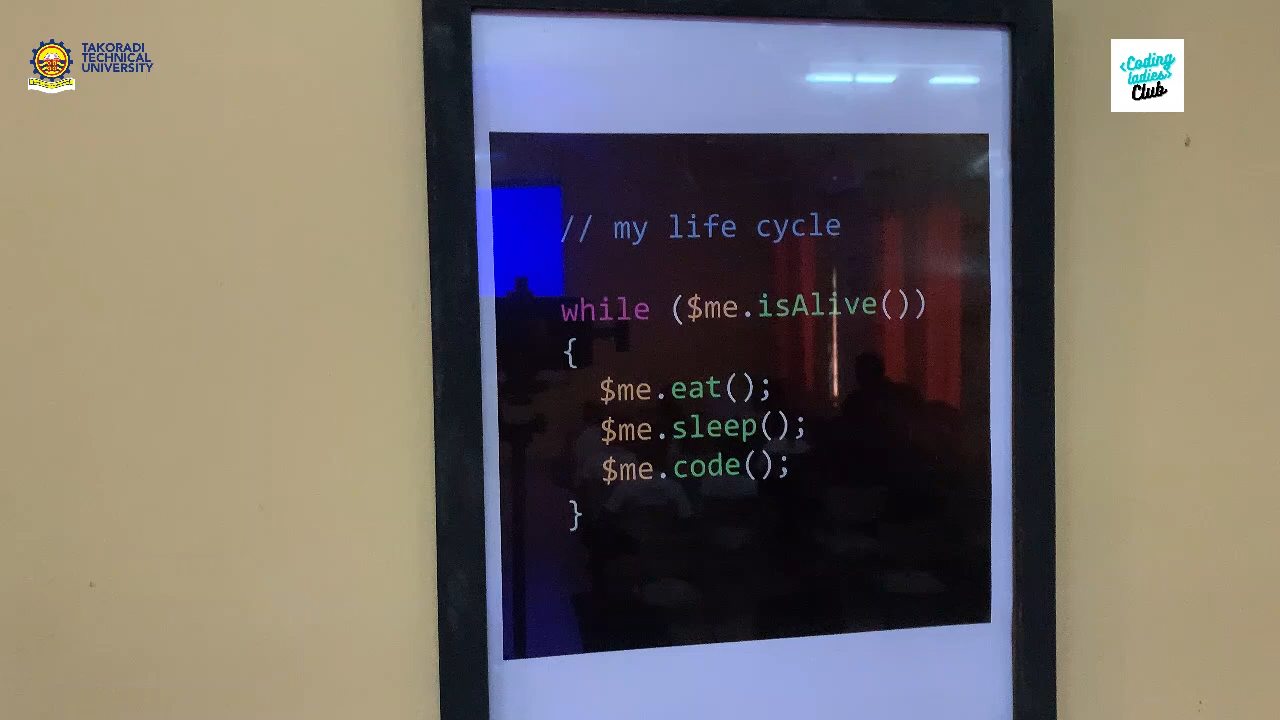 TAKORADI
TECHNICAL
UNIVERSITY
<Coding
ladies>
Club
// my life cycle
while ($me.isAlive())
{
$me.eat();
$me.sleep();
$me.code();
}